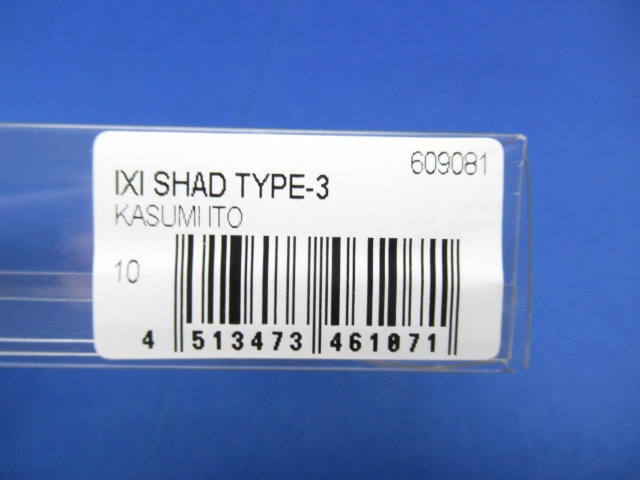 609081
IXI SHAD TYPE-3
KASUMI ITO
10
4 513473 461071